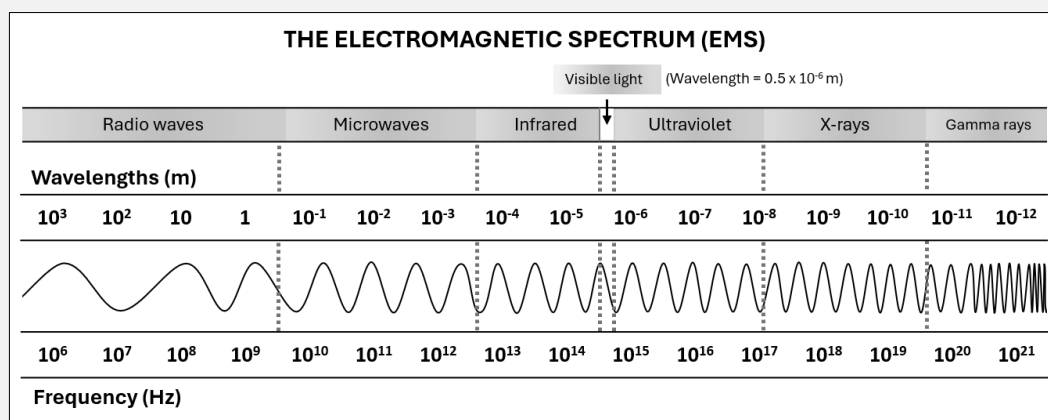 THE ELECTROMAGNETIC SPECTRUM (EMS)
Visible light (Wavelength = 0.5 x 10⁻⁶ m)
Radio waves Microwaves Infrared Ultraviolet X-rays Gamma rays
Wavelengths (m)
10³ 10² 10 1 10⁻¹ 10⁻² 10⁻³ 10⁻⁴ 10⁻⁵ 10⁻⁶ 10⁻⁷ 10⁻⁸ 10⁻⁹ 10⁻¹⁰ 10⁻¹¹ 10⁻¹²
10⁶ 10⁷ 10⁸ 10⁹ 10¹⁰ 10¹¹ 10¹² 10¹³ 10¹⁴ 10¹⁵ 10¹⁶ 10¹⁷ 10¹⁸ 10¹⁹ 10²⁰ 10²¹
Frequency (Hz)